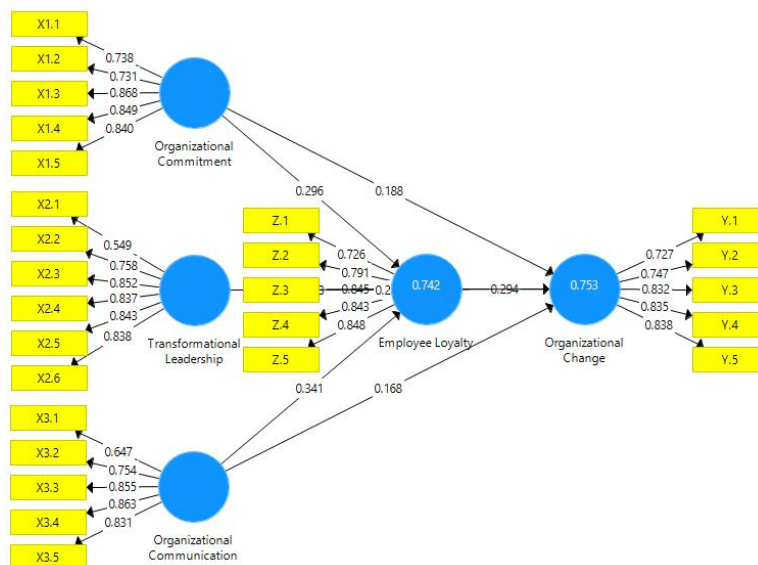 X1.1
X1.2
X1.3
X1.4
X1.5
0.738
0.731
0.868
0.849
0.840
Organizational
Commitment
X2.1
X2.2
X2.3
X2.4
X2.5
X2.6
0.549
0.758
0.852
0.837
0.843
0.838
Transformational
Leadership
X3.1
X3.2
X3.3
X3.4
X3.5
0.647
0.754
0.855
0.863
0.831
Organizational
Communication
0.296
0.188
0.341
0.168
Z.1
Z.2
Z.3
Z.4
Z.5
0.726
0.791
0.845
0.843
0.848
0.742
Employee Loyalty
0.294
0.753
Organizational
Change
0.727
0.747
0.832
0.835
0.838
Y.1
Y.2
Y.3
Y.4
Y.5